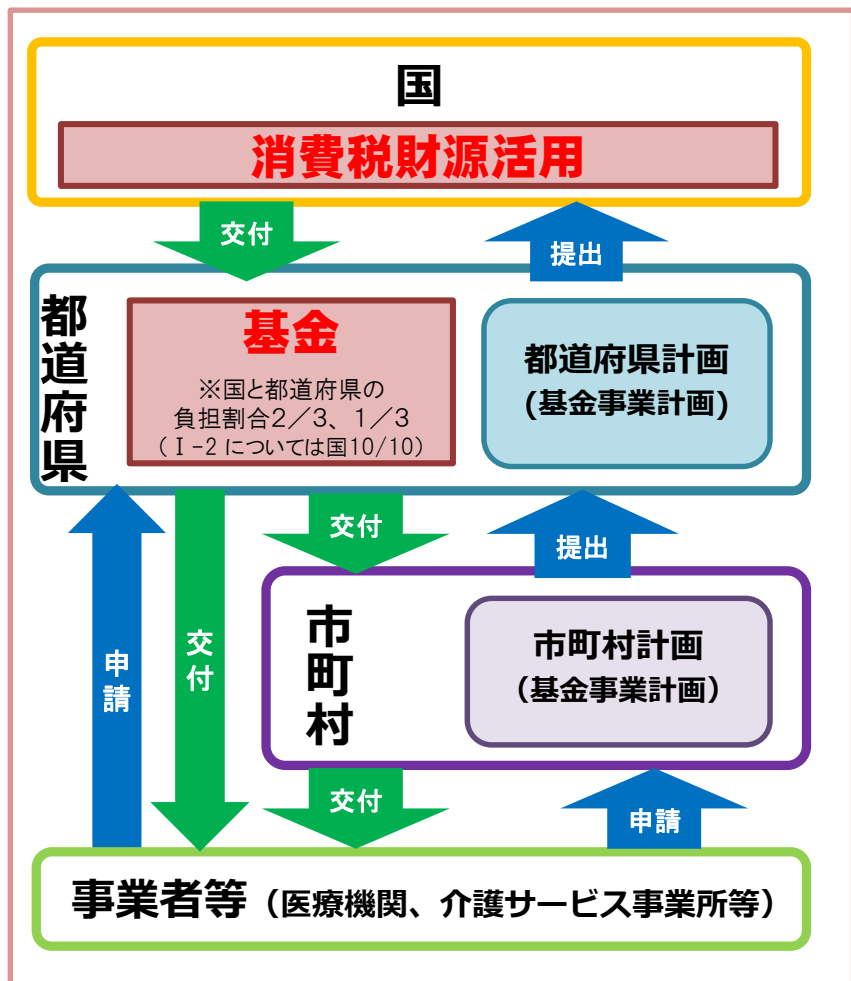 国
消費税財源活用
交付
提出
都道府県
基金
※国と都道府県の
負担割合2／3、1／3
（Ⅰ-2 については国10/10）
都道府県計画
(基金事業計画)
交付
提出
申請
交付
市町村
市町村計画
（基金事業計画）
交付
申請
事業者等（医療機関、介護サービス事業所等）